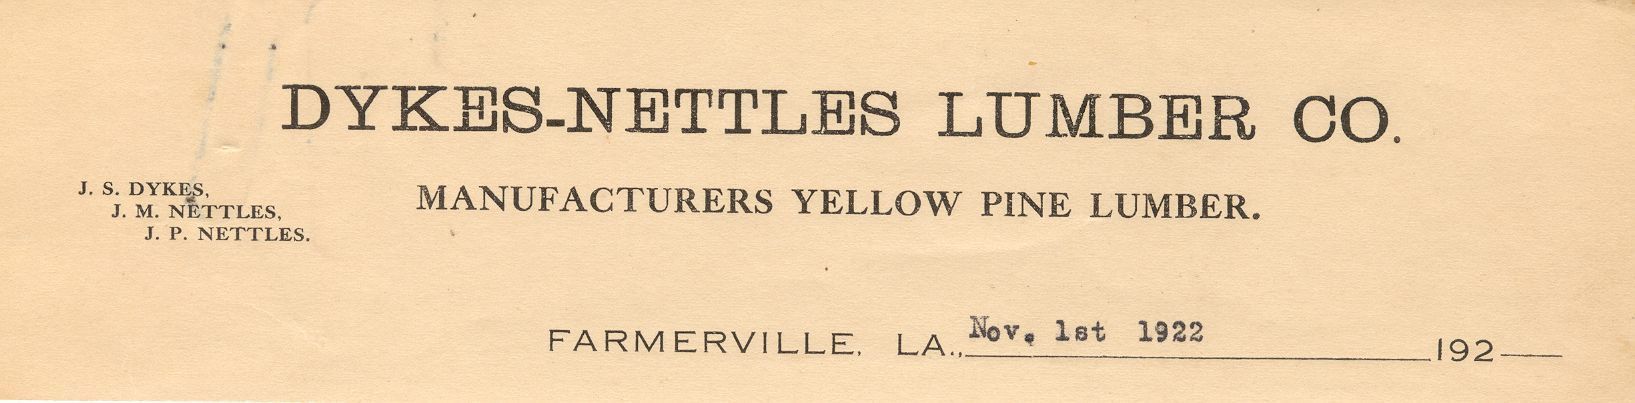 DYKES-NETTLES LUMBER CO.
J. S. DYKES,
J. M. NETTLES,
J. P. NETTLES.
MANUFACTURERS YELLOW PINE LUMBER.
FARMERVILLE, LA., Nov. 1st 1922 192